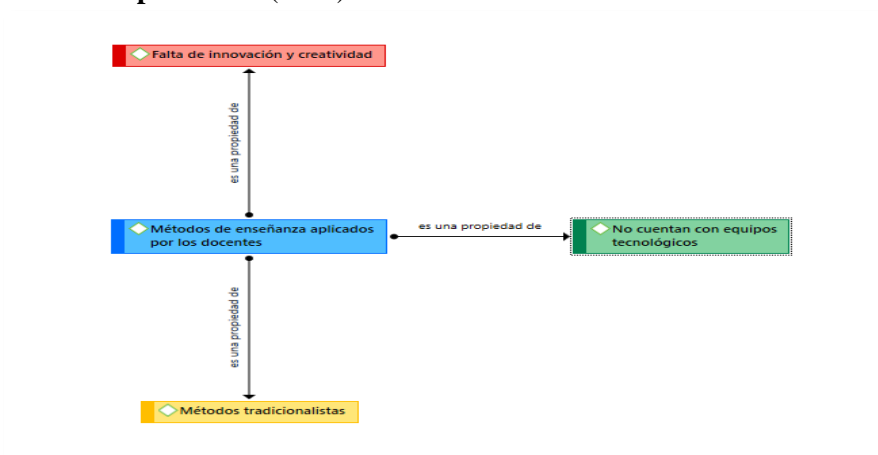 Falta de innovación y creatividad
es una propiedad de
Métodos de enseñanza aplicados
por los docentes
es una propiedad de
No cuentan con equipos
tecnológicos
es una propiedad de
Métodos tradicionalistas